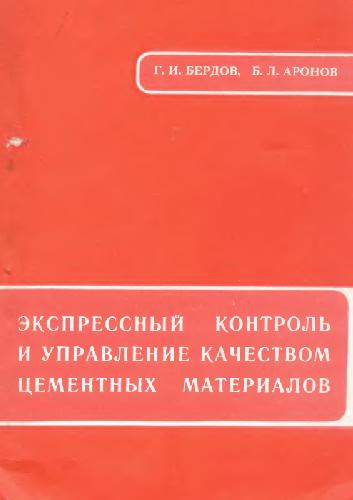 Г. И. БЕРДОВ, Б. Л. АРОНОВ
ЭКСПРЕССНЫЙ КОНТРОЛЬ
И УПРАВЛЕНИЕ КАЧЕСТВОМ
ЦЕМЕНТНЫХ МАТЕРИАЛОВ